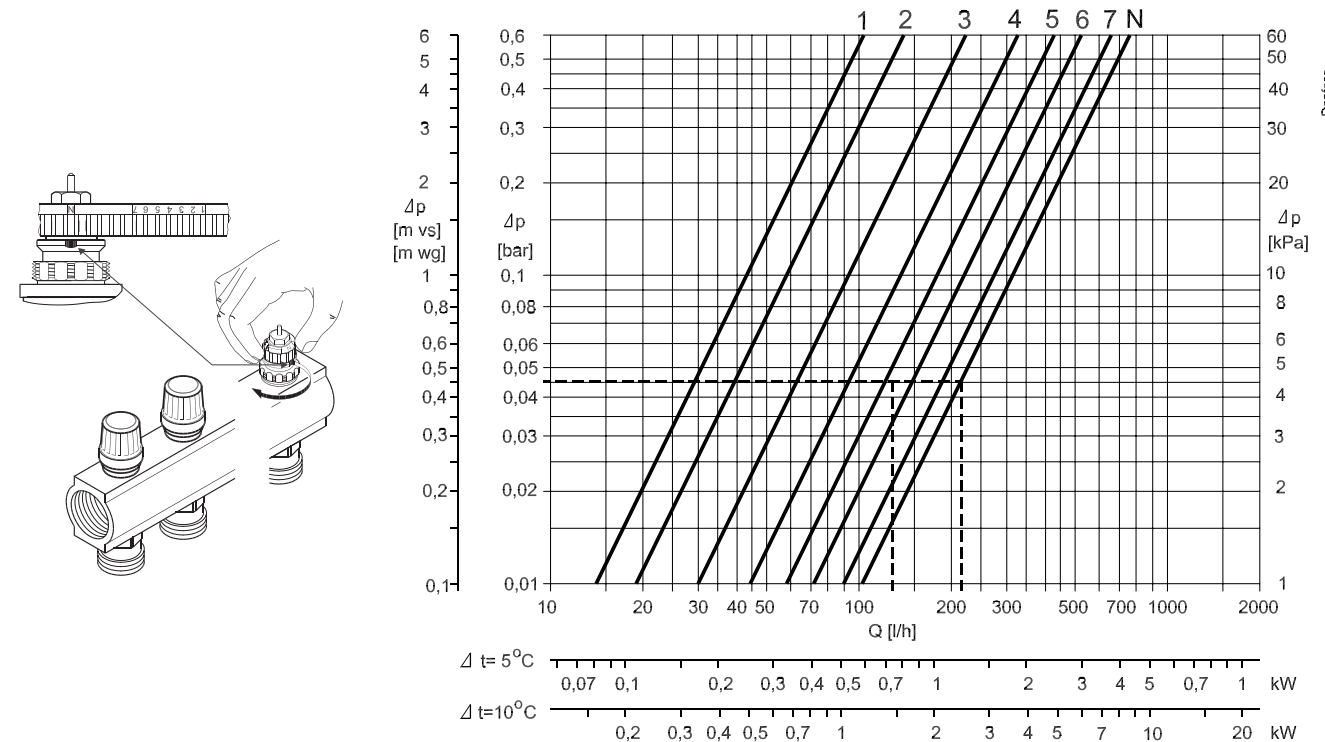 1 2 3 4 5 6 7 N
6 0,6 60
5 0,5 50
4 0,4 40
3 0,3 30
2 0,2 20
Δp Δp Δp
[m vs] [bar] [kPa]
[m wg]
1 0,1 10
0,8 0,08 8
0,6 0,06 6
0,5 0,05 5
0,4 0,04 4
0,3 0,03 3
0,2 0,02 2
0,1 0,01 1
10 20 30 40 50 70 100 200 300 500 700 1000 2000
Q [l/h]
Δ t= 5°C
0,07 0,1 0,2 0,3 0,4 0,5 0,7 1 2 3 4 5 0,7 1 kW
Δ t=10°C
0,2 0,3 0,4 0,5 0,7 1 2 3 4 5 7 10 20 kW
N 7 6 5 4 3 2 1